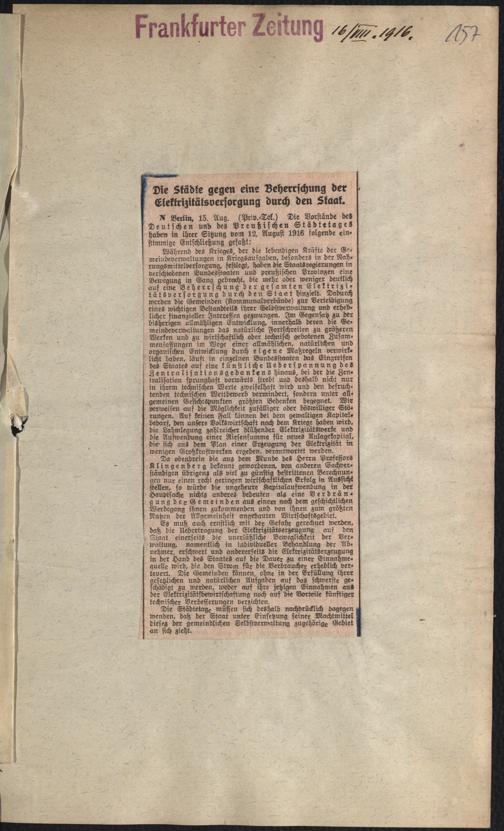 Frankfurter Zeitung 16/VIII.1916. 157
Die Städte gegen eine Beherrschung der
Elektrizitätsversorgung durch den Staat.
N Berlin, 15. Aug. (Priv.-Tel.) Die Vorstände des
Deutschen und des Preußischen Städtetages
haben in ihrer Sitzung vom 12. August 1916 folgende ein-
stimmige Entschließung gefaßt:
Während des Krieges, der die lebendigen Kräfte der Ge-
meindeverwaltungen in Kriegsaufgaben, besonders in der Nah-
rungsmittelversorgung, festlegt, haben die Staatsregierungen in
verschiedenen Bundesstaaten und preußischen Provinzen eine
Bewegung in Gang gebracht, die mehr oder weniger deutlich
auf eine Beherrschung der gesamten Elektrizi-
tätsversorgung durch den Staat hinzielt. Dadurch
werden die Gemeinden (Kommunalverbände) zur Verteidigung
eines wichtigen Bestandteils ihrer Selbstverwaltung und erheb-
licher finanzieller Interessen gezwungen. Im Gegensatz zu der
bisherigen allmähligen Entwicklung, innerhalb deren die Ge-
meindeverwaltungen das natürliche Fortschreiten zu größeren
Werken und zu wirtschaftlich oder technisch gebotenen Zusam-
menfassungen im Wege einer allmählichen, natürlichen und
organischen Entwicklung durch eigene Maßregeln verwirk-
licht haben, läuft in einzelnen Bundesstaaten das Eingreifen
des Staates auf eine künstliche Ueberspannung des
Zentralisationsgedankens hinaus, bei der die Zen-
tralisation sprunghaft vorwärts strebt und deshalb nicht nur
in ihrem technischen Werte zweifelhaft wird und den befruch-
tenden technischen Wettbewerb vermindert, sondern unter all-
gemeinen Gesichtspunkten größten Bedenken begegnet. Wir
verweisen auf die Möglichkeit zufälliger oder böswilliger Stö-
rungen. Auf keinen Fall können bei dem gewaltigen Kapitals-
bedarf, den unsere Volkswirtschaft nach dem Kriege haben wird,
die Lahmlegung zahlreicher blühender Elektrizitätswerke und
die Aufwendung einer Riesensumme für neues Anlagekapital,
die sich aus dem Plan einer Erzeugung der Elektrizität in
wenigen Großkraftwerken ergeben, verantwortet werden.
Da obendrein die aus dem Munde des Herrn Professors
Klingenberg bekannt gewordenen, von anderen Sachver-
ständigen übrigens als viel zu günstig bestrittenen Berechnun-
gen nur einen recht geringen wirtschaftlichen Erfolg in Aussicht
stellen, so würde die ungeheure Kapitalaufwendung in der
Hauptsache nichts anderes bedeuten als eine Verdrän-
gung der Gemeinden aus einem nach dem geschichtlichen
Werdegang ihnen zukommenden und von ihnen zum größten
Nutzen der Allgemeinheit angebauten Wirtschaftsgebiet.
Es muß auch ernstlich mit der Gefahr gerechnet werden,
daß die Uebertragung der Elektrizitätserzeugung auf den
Staat einerseits die unerläßliche Beweglichkeit der Ver-
waltung, namentlich in individueller Behandlung der Ab-
nehmer, erschwert und andererseits die Elektrizitätserzeugung
in der Hand des Staates auf die Dauer zu einer Einnahme-
quelle wird, die den Strom für die Verbraucher erheblich ver-
teuert. Die Gemeinden können, ohne in der Erfüllung ihrer
gesetzlichen und natürlichen Aufgaben auf das schwerste ge-
schädigt zu werden, weder auf ihre jetzigen Einnahmen aus
der Elektrizitätsbewirtschaftung noch auf die Vorteile künftiger
technischer Verbesserungen verzichten.
Die Städtetage müssen sich deshalb nachdrücklich dagegen
wenden, daß der Staat unter Einsetzung seiner Machtmittel
dieses der gemeindlichen Selbstverwaltung zugehörige Gebiet
an sich zieht.